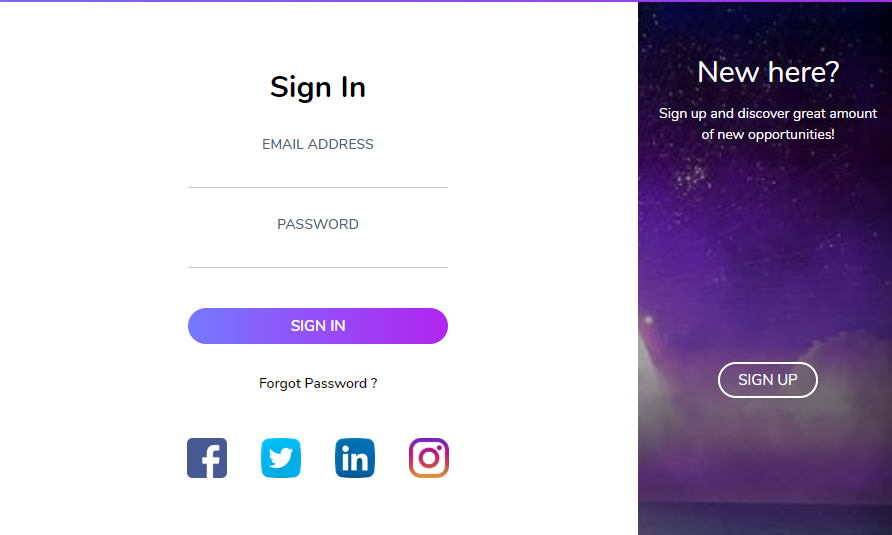 Sign In
EMAIL ADDRESS
PASSWORD
SIGN IN
Forgot Password ?
in
New here?
Sign up and discover great amount
of new opportunities!
SIGN UP